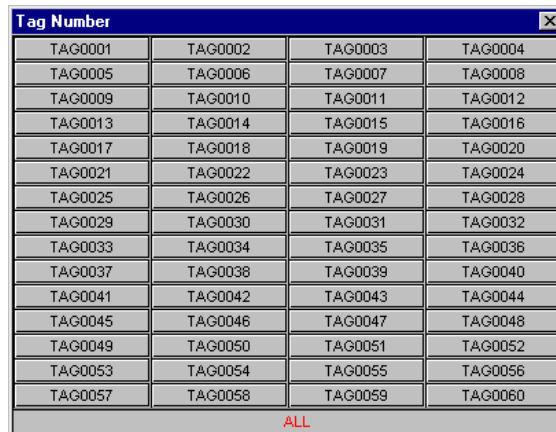 Tag Number
TAG0001 TAG0002 TAG0003 TAG0004
TAG0005 TAG0006 TAG0007 TAG0008
TAG0009 TAG0010 TAG0011 TAG0012
TAG0013 TAG0014 TAG0015 TAG0016
TAG0017 TAG0018 TAG0019 TAG0020
TAG0021 TAG0022 TAG0023 TAG0024
TAG0025 TAG0026 TAG0027 TAG0028
TAG0029 TAG0030 TAG0031 TAG0032
TAG0033 TAG0034 TAG0035 TAG0036
TAG0037 TAG0038 TAG0039 TAG0040
TAG0041 TAG0042 TAG0043 TAG0044
TAG0045 TAG0046 TAG0047 TAG0048
TAG0049 TAG0050 TAG0051 TAG0052
TAG0053 TAG0054 TAG0055 TAG0056
TAG0057 TAG0058 TAG0059 TAG0060
ALL